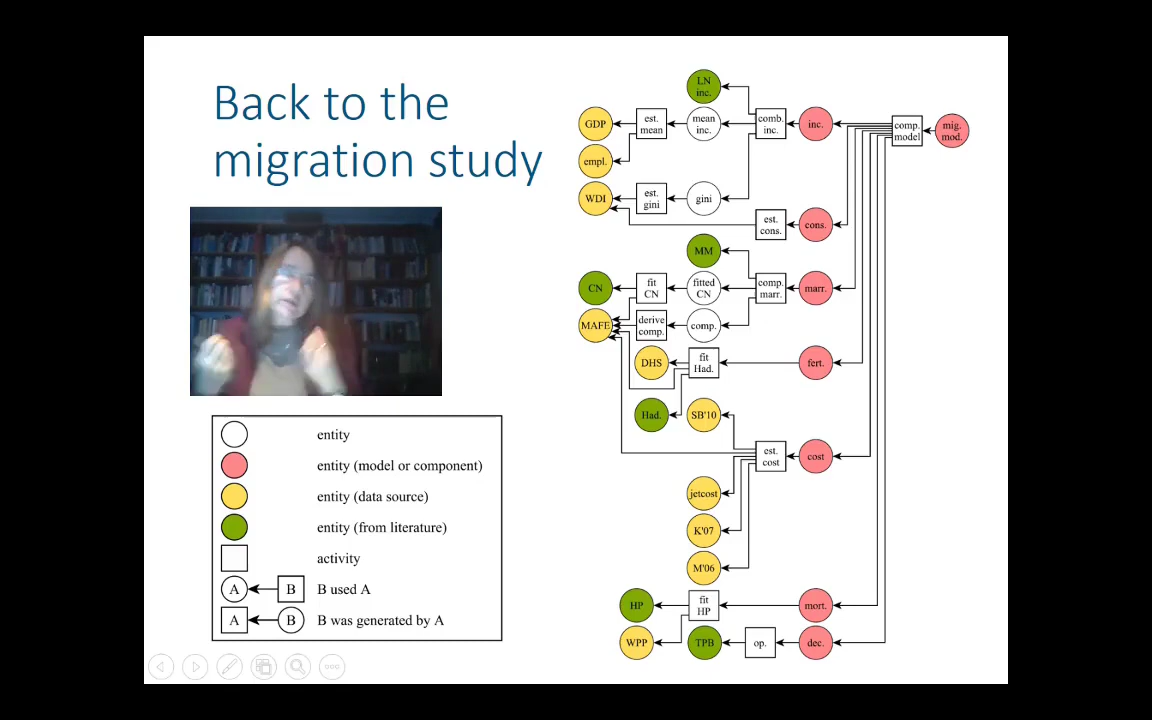 Back to the
migration study
entity
entity (model or component)
entity (data source)
entity (from literature)
activity
A
B
B used A
A
B
B was generated by A
LN
inc.
GDP
est.
mean
mean
inc.
comb.
inc.
inc.
comp.
model
mig.
mod.
empl.
WDI
est.
gini
gini
est.
cons.
cons.
MM
CN
fit
CN
fitted
CN
comp.
marr.
marr.
MAFE
derive
comp.
comp.
DHS
fit
Had.
fert.
Had.
SB'10
est.
cost
cost
jetcost
K'07
M'06
HP
fit
HP
mort.
WPP
TPB
op.
dec.